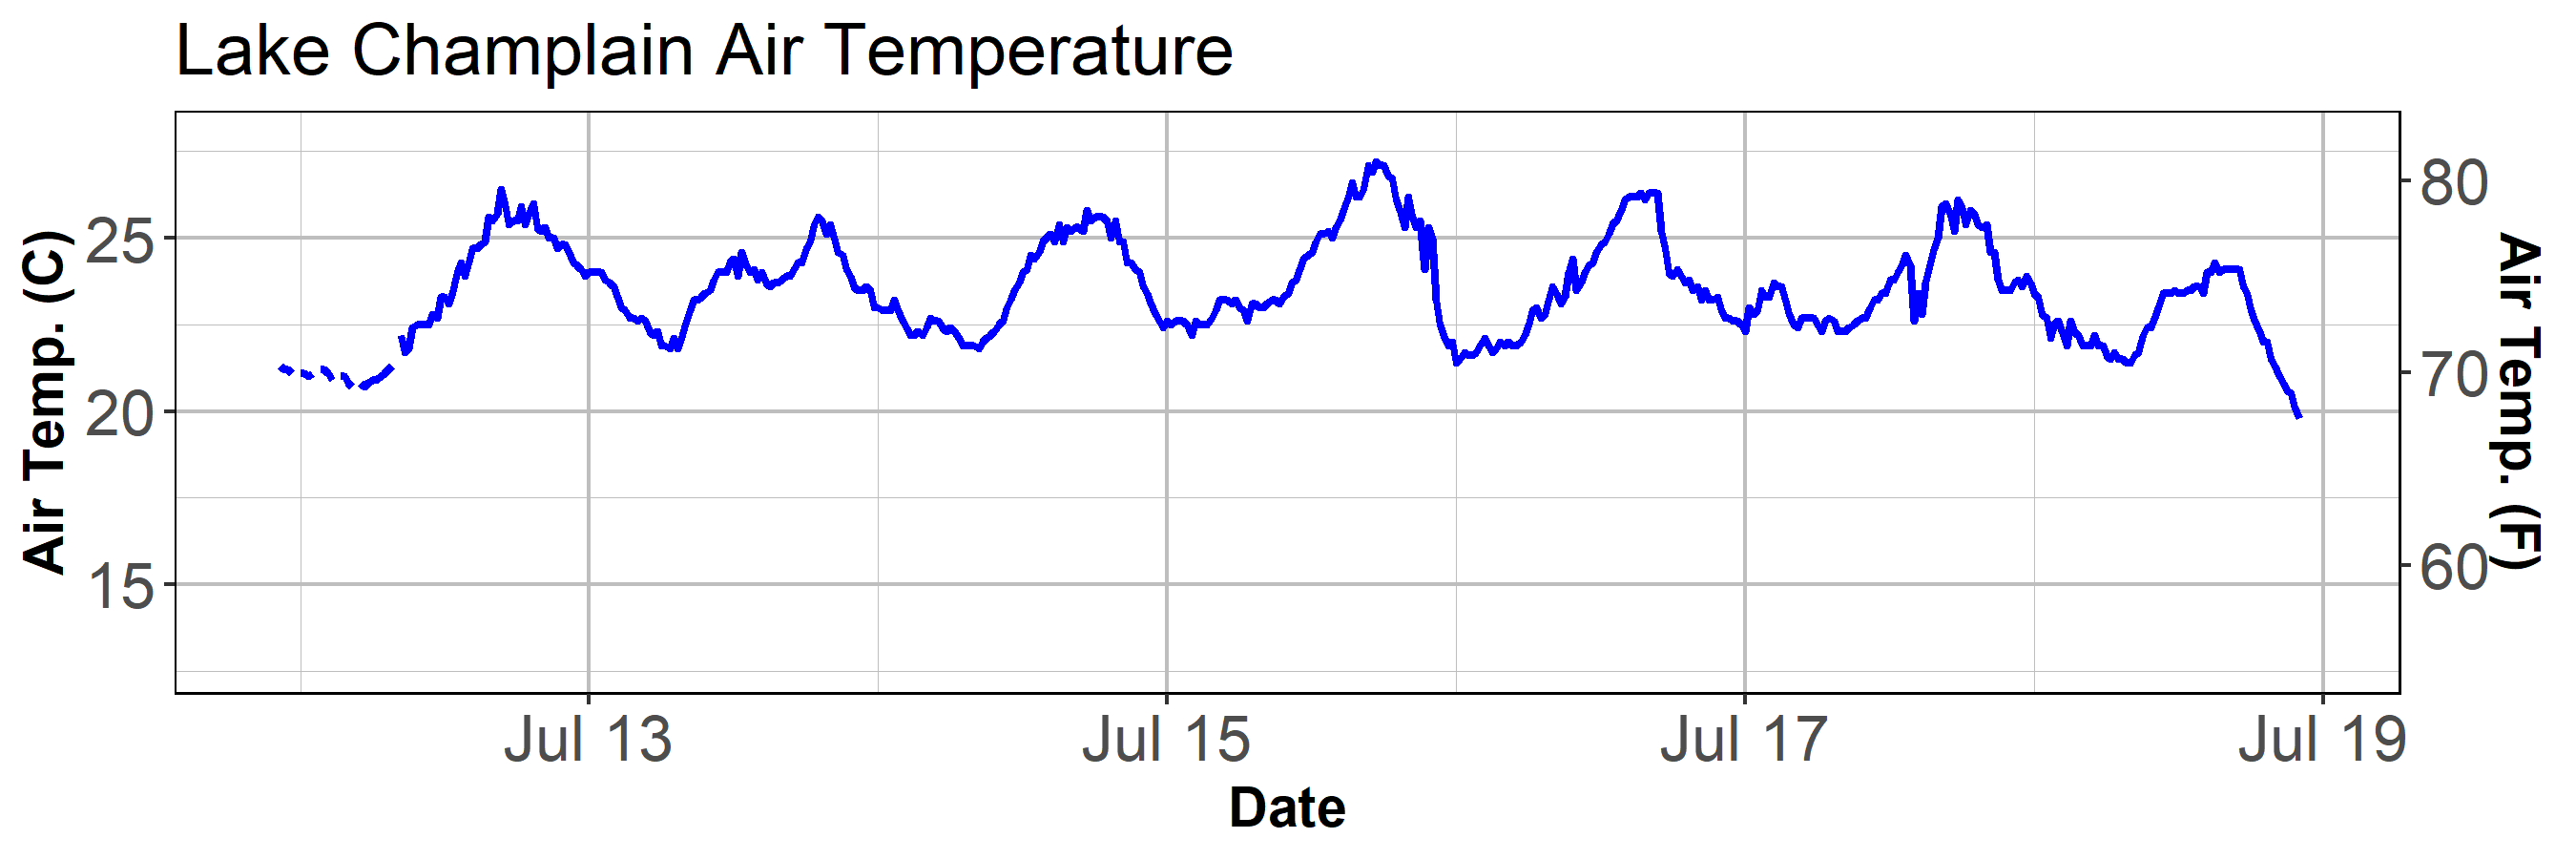 Lake Champlain Air Temperature
Air Temp. (C)
25
20
15
80
70
60
Air Temp. (F)
Jul 13
Jul 15
Jul 17
Jul 19
Date